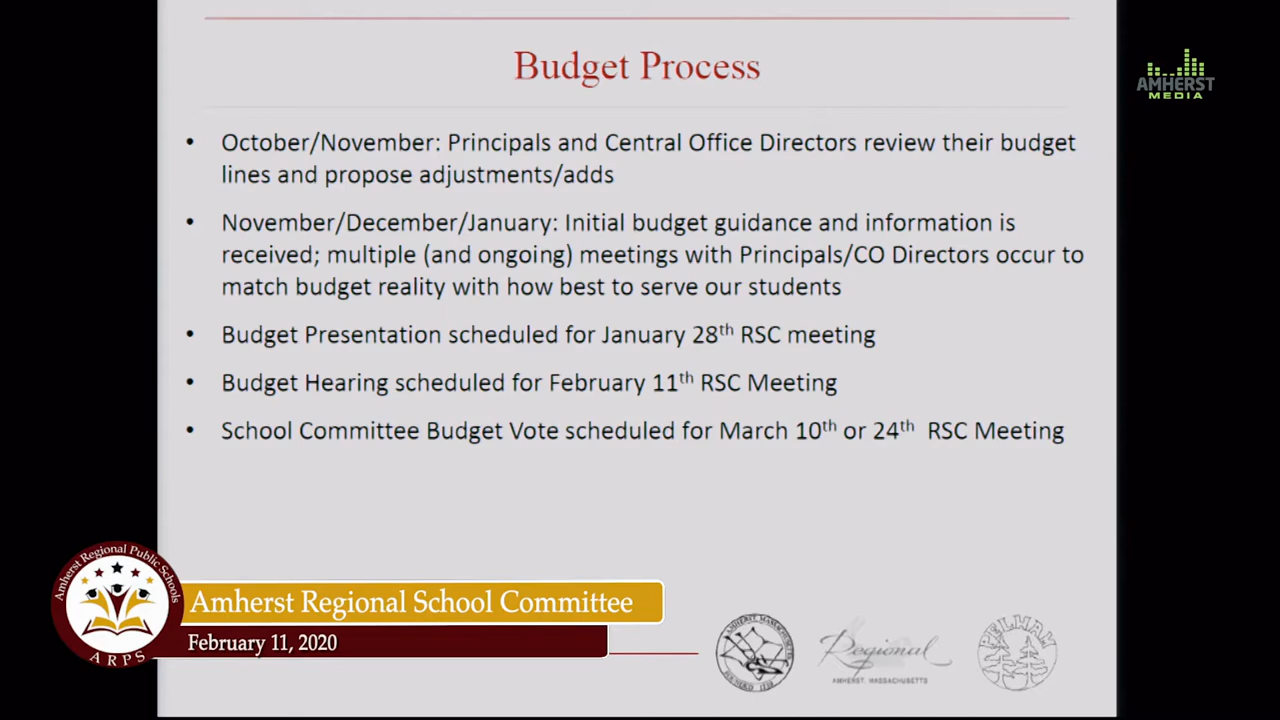 Budget Process
AMHERST
MEDIA
• October/November: Principals and Central Office Directors review their budget
lines and propose adjustments/adds
• November/December/January: Initial budget guidance and information is
received; multiple (and ongoing) meetings with Principals/CO Directors occur to
match budget reality with how best to serve our students
• Budget Presentation scheduled for January 28th RSC meeting
• Budget Hearing scheduled for February 11th RSC Meeting
• School Committee Budget Vote scheduled for March 10th or 24th RSC Meeting
Amherst Regional Public Schools
ARPS
Amherst Regional School Committee
February 11, 2020
AMHERST, MASSACHUSETTS
Regional
AMHERST, MASSACHUSETTS
PELHAM